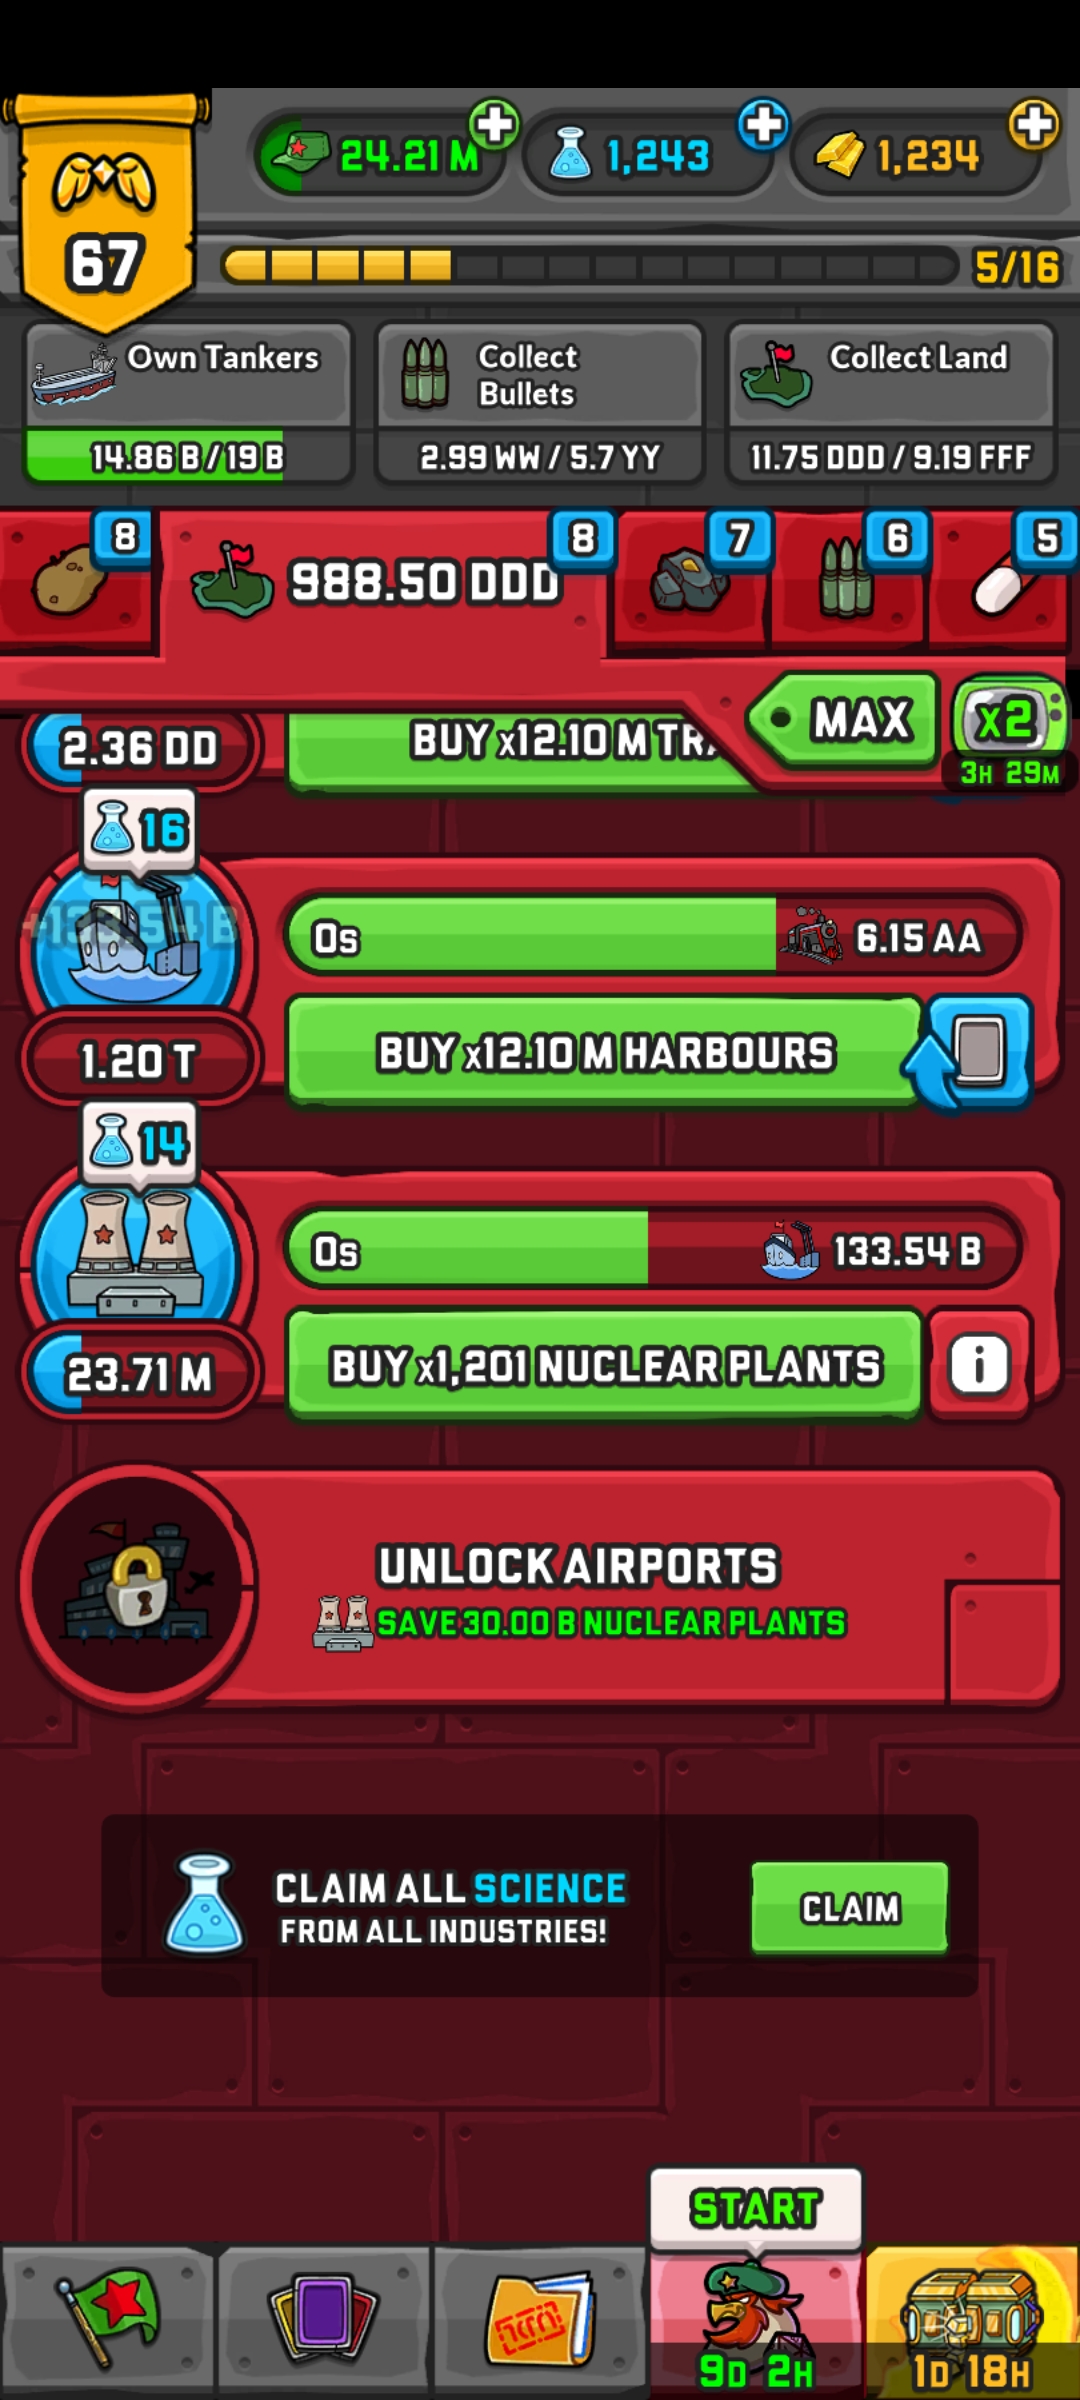 24.21 M
1,243
1,234
67
5/16
Own Tankers
14.86 B / 19 B
Collect
Bullets
2.99 WW / 5.7 YY
Collect Land
11.75 DDD / 9.19 FFF
8
988.50 DDD
8
7
6
5
MAX
x2
3H 29M
2.36 DD
BUY x12.10 M
16
+133.54 B
0s
6.15 AA
1.20 T
BUY x12.10 M HARBOURS
14
0s
133.54 B
23.71 M
BUY x1,201 NUCLEAR PLANTS
i
UNLOCK AIRPORTS
SAVE 30.00 B NUCLEAR PLANTS
CLAIM ALL SCIENCE
FROM ALL INDUSTRIES!
CLAIM
START
9D 2H
1D 18H